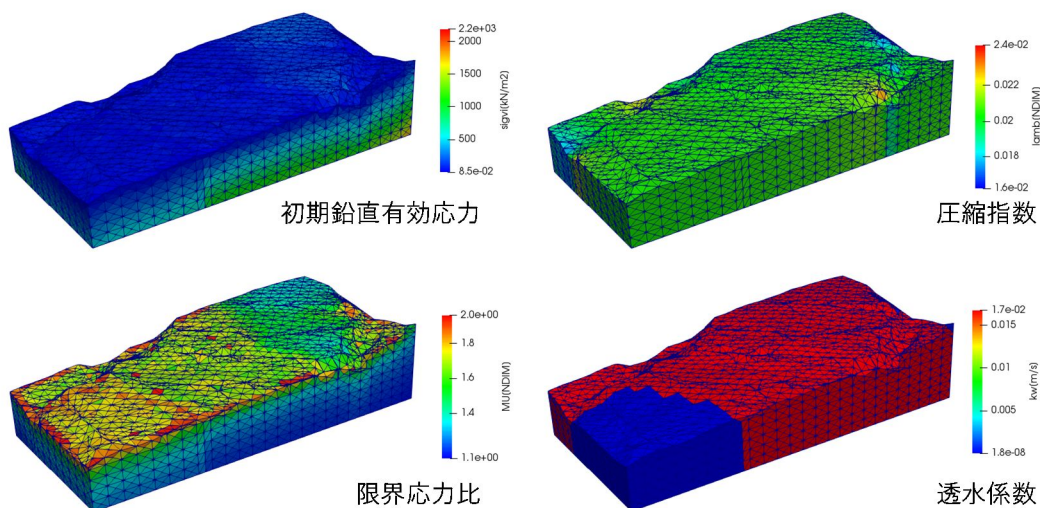 2.2e+03
2000
1500
1000
500
8.5e-02
sigvi(kN/m2)
初期鉛直有効応力
2.4e-02
0.022
0.02
0.018
1.6e-02
lamb(NDIM)
圧縮指数
2.0e+00
1.8
1.6
1.4
1.1e+00
MU(NDIM)
限界応力比
1.7e-02
0.015
0.01
0.005
1.8e-08
kw(m/s)
透水係数